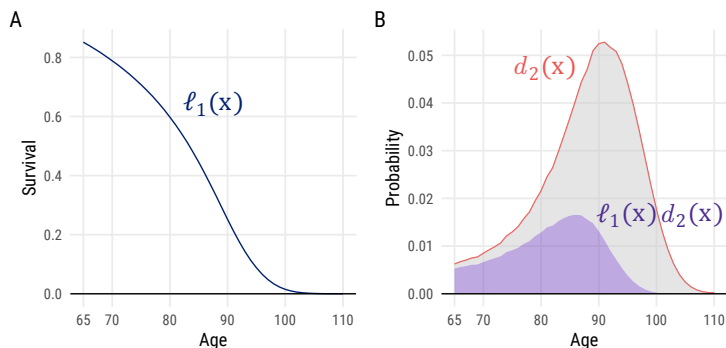 A
Survival
0.8
0.6
0.4
0.2
0.0
ℓ₁(x)
65 70 80 90 100 110
Age
B
Probability
0.05
0.04
0.03
0.02
0.01
0.00
d₂(x)
ℓ₁(x) d₂(x)
65 70 80 90 100 110
Age